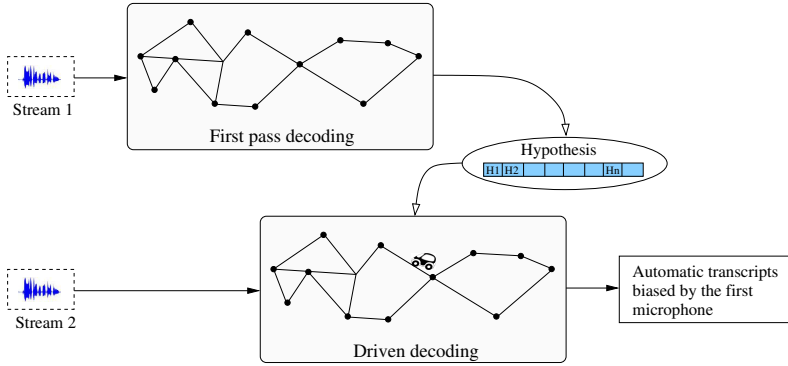 Stream 1
First pass decoding
Hypothesis
H1 H2 Hn
Stream 2
Driven decoding
Automatic transcripts
biased by the first
microphone